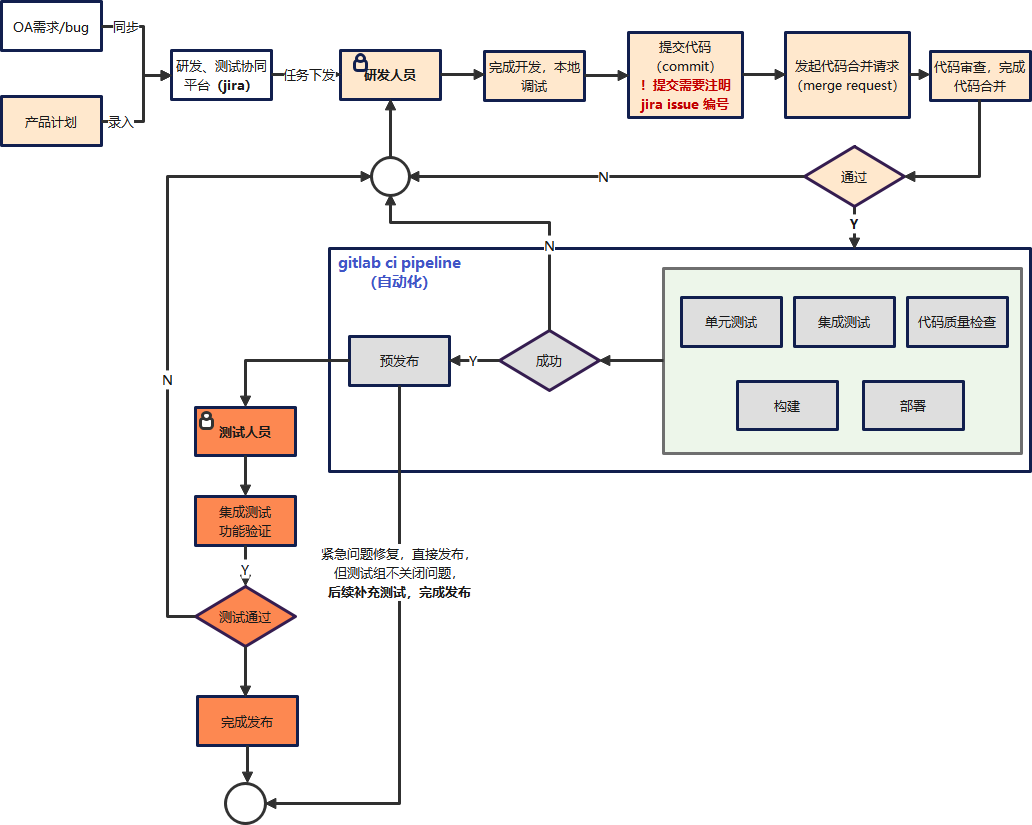 OA需求/bug
同步
产品计划
录入
研发、测试协同
平台（jira）
任务下发
研发人员
完成开发，本地
调试
提交代码
（commit）
！提交需要注明
jira issue 编号
发起代码合并请求
（merge request）
代码审查，完成
代码合并
通过
N
Y
gitlab ci pipeline
（自动化）
N
单元测试
集成测试
代码质量检查
构建
部署
成功
Y
预发布
N
测试人员
集成测试
功能验证
Y
测试通过
紧急问题修复，直接发布，
但测试组不关闭问题，
后续补充测试，完成发布
完成发布